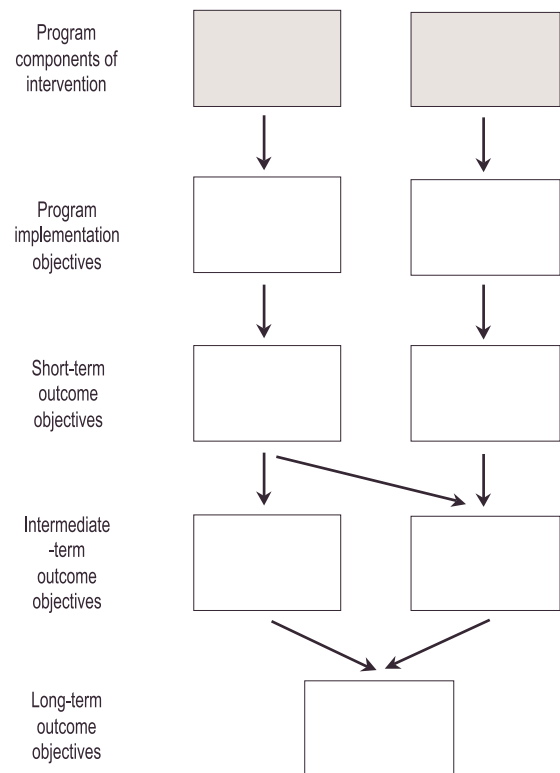 Program
components of
intervention
Program
implementation
objectives
Short-term
outcome
objectives
Intermediate
-term
outcome
objectives
Long-term
outcome
objectives